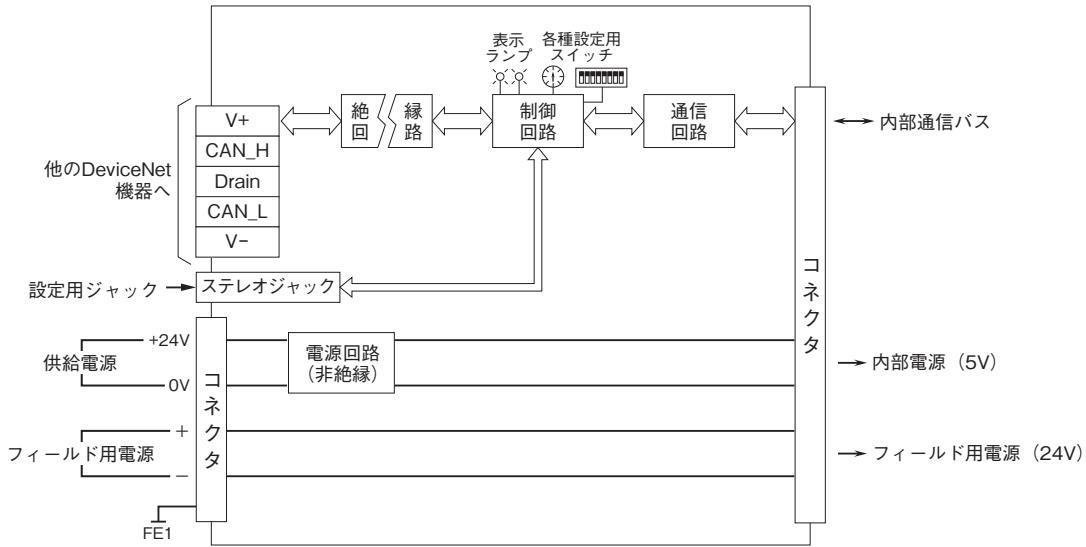 表示
ランプ
各種設定用
スイッチ
V+
CAN_H
Drain
CAN_L
V−
他のDeviceNet
機器へ
絶縁
回路
制御
回路
通信
回路
内部通信バス
設定用ジャック
ステレオジャック
コネクタ
供給電源
+24V
0V
電源回路
(非絶縁)
内部電源(5V)
フィールド用電源
+
−
コネクタ
フィールド用電源(24V)
FE1